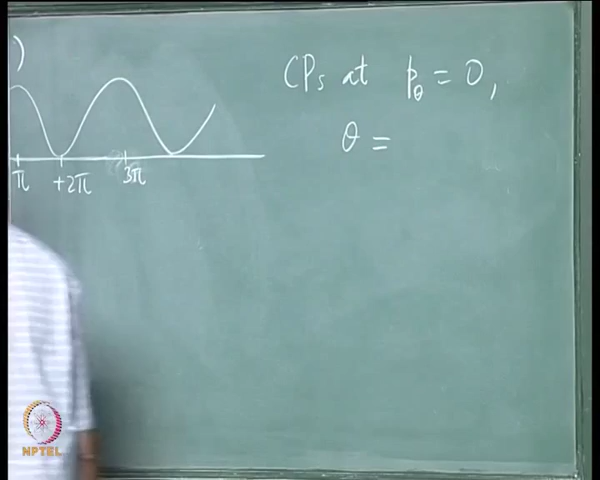 )
CPs at pθ = 0,
θ =
π +2π 3π
NPTEL